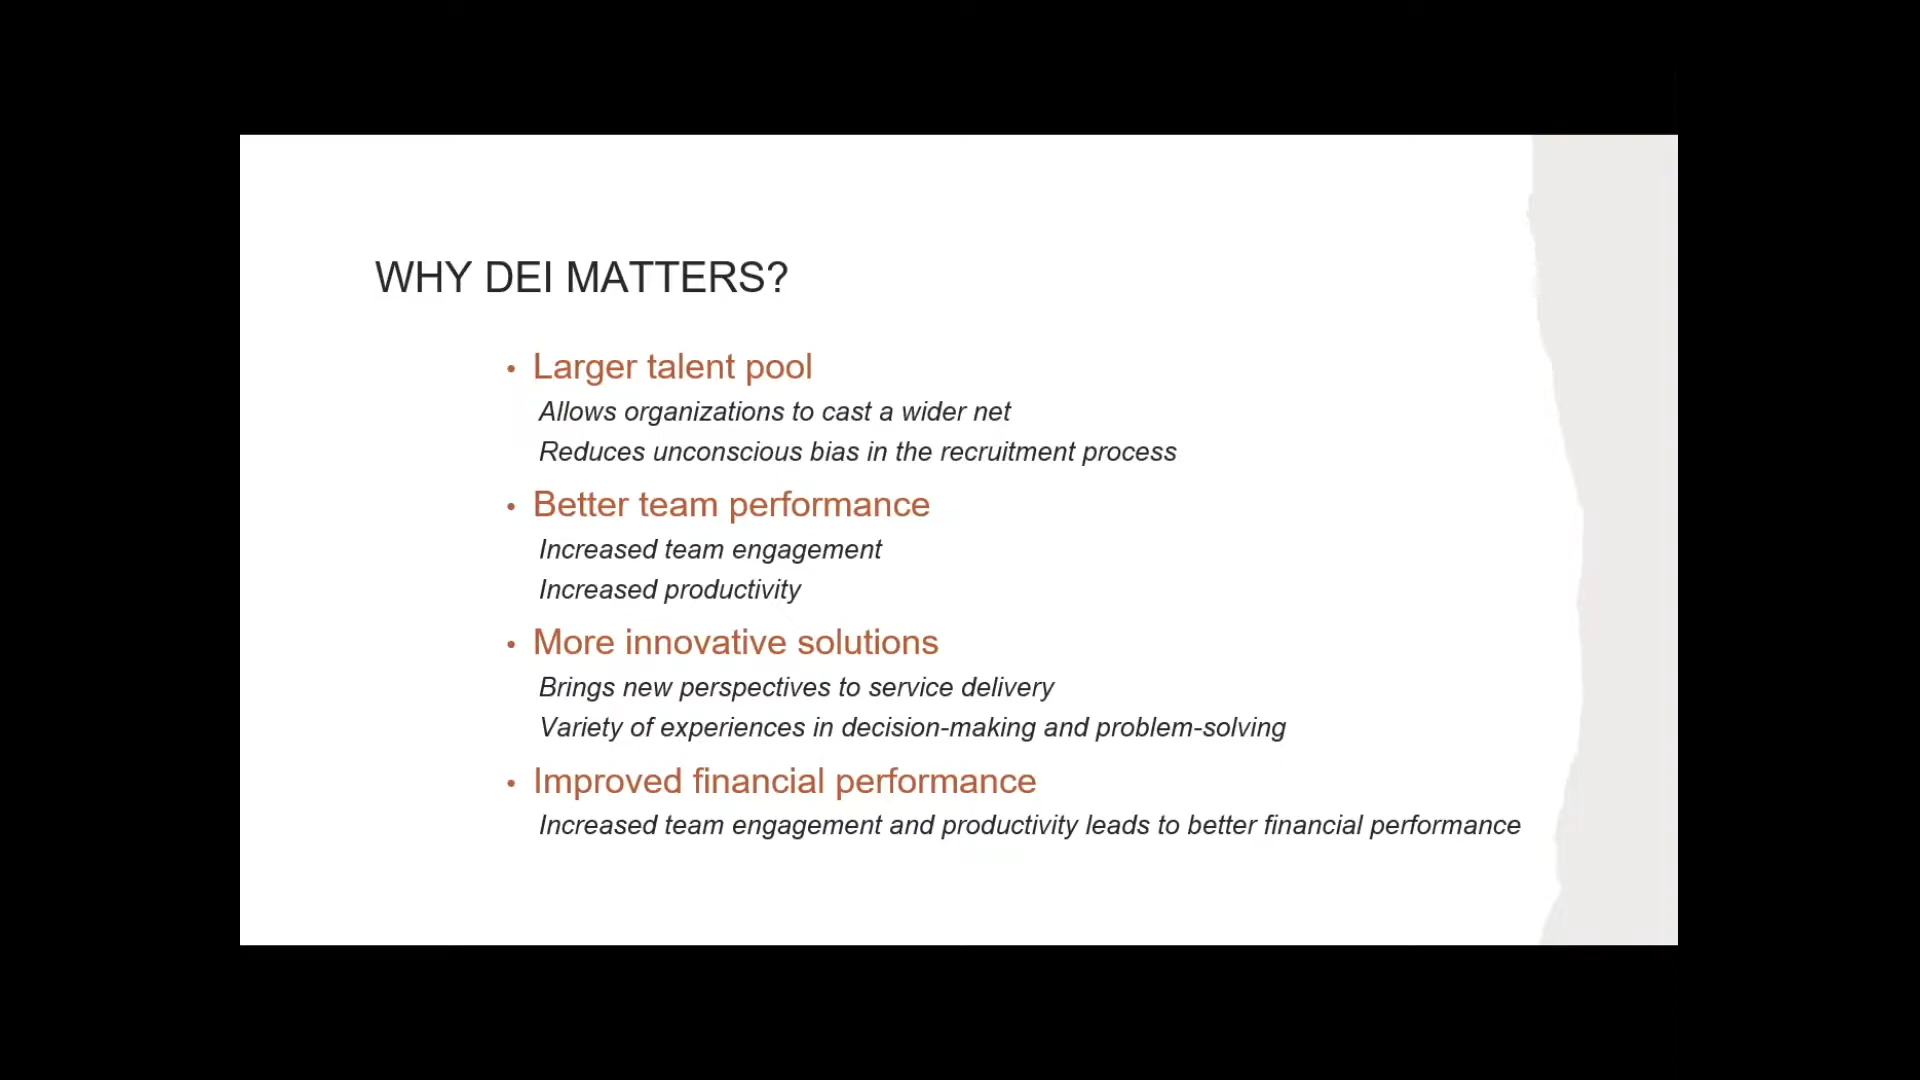 WHY DEI MATTERS?
• Larger talent pool
Allows organizations to cast a wider net
Reduces unconscious bias in the recruitment process
• Better team performance
Increased team engagement
Increased productivity
• More innovative solutions
Brings new perspectives to service delivery
Variety of experiences in decision-making and problem-solving
• Improved financial performance
Increased team engagement and productivity leads to better financial performance